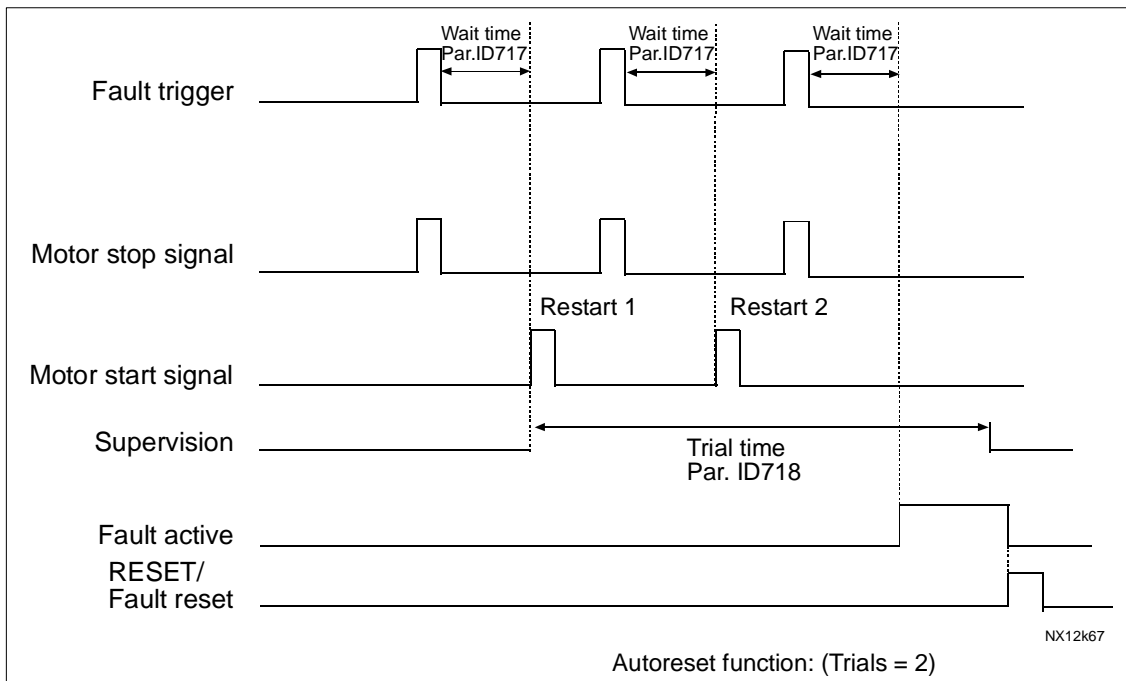 Wait time
Par.ID717
Wait time
Par.ID717
Wait time
Par.ID717
Fault trigger
Motor stop signal
Restart 1
Restart 2
Motor start signal
Supervision
Trial time
Par. ID718
Fault active
RESET/
Fault reset
NX12k67
Autoreset function: (Trials = 2)